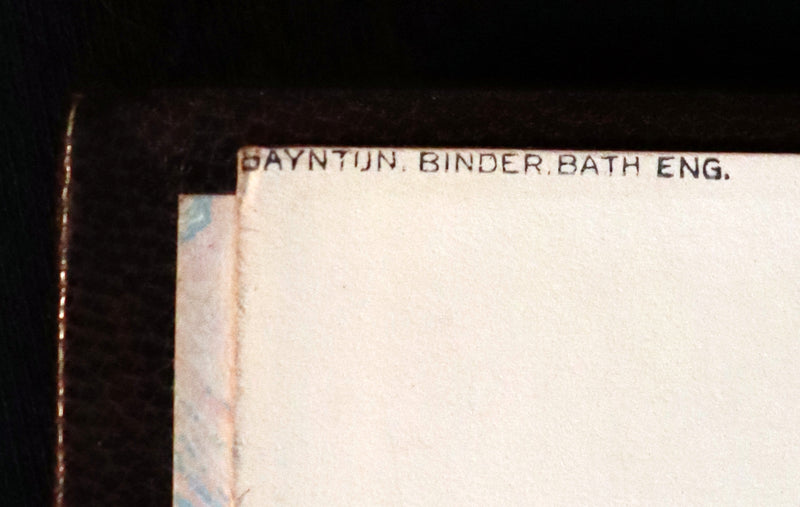 BAYNTUN. BINDER. BATH ENG.